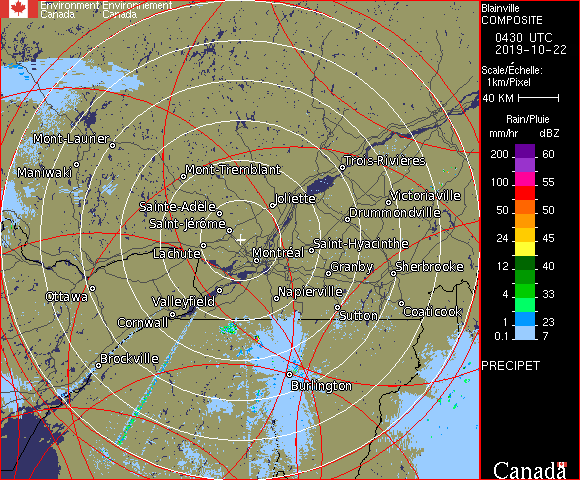 Environment Environnement
Canada Canada
Blainville
COMPOSITE
0430 UTC
2019-10-22
Scale/Échelle:
1km/Pixel
40 KM
Rain/Pluie
mm/hr dBZ
200 60
100 55
50 50
24 45
12 40
4 33
1 23
0.1 7
PRECIPET
Canada
Mont-Laurier
Maniwaki
Mont-Tremblant
Trois-Rivières
Joliette
Victoriaville
Sainte-Adèle
Drummondville
Saint-Jérôme
Saint-Hyacinthe
Lachute
Montréal
Granby
Sherbrooke
Ottawa
Valleyfield
Napierville
Cornwall
Sutton
Coaticook
Brockville
Burlington